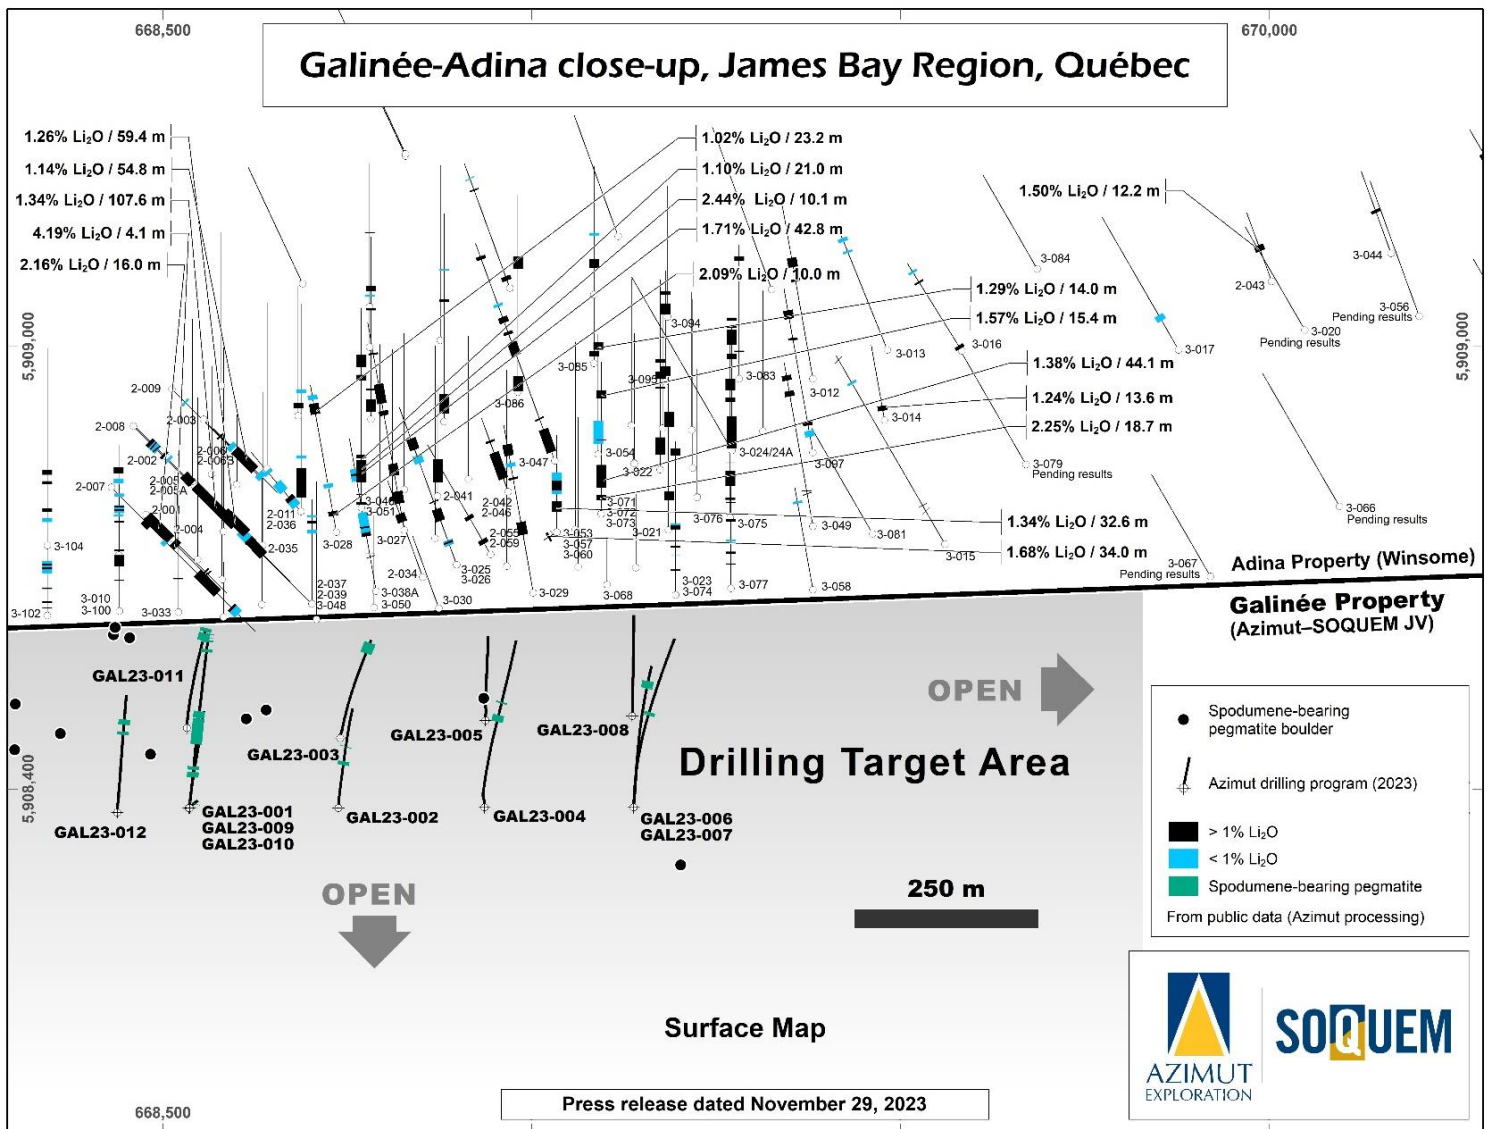 668,500
670,000
Galinée-Adina close-up, James Bay Region, Québec
1.26% Li₂O / 59.4 m
1.14% Li₂O / 54.8 m
1.34% Li₂O / 107.6 m
4.19% Li₂O / 4.1 m
2.16% Li₂O / 16.0 m
1.02% Li₂O / 23.2 m
1.10% Li₂O / 21.0 m
2.44% Li₂O / 10.1 m
1.71% Li₂O / 42.8 m
2.09% Li₂O / 10.0 m
1.50% Li₂O / 12.2 m
1.29% Li₂O / 14.0 m
1.57% Li₂O / 15.4 m
1.38% Li₂O / 44.1 m
1.24% Li₂O / 13.6 m
2.25% Li₂O / 18.7 m
1.34% Li₂O / 32.6 m
1.68% Li₂O / 34.0 m
5,909,000
5,909,000
3-084
2-043
3-044
3-056
Pending results
3-020
Pending results
3-017
3-016
3-013
3-094
3-085
3-095
3-083
3-012
3-014
3-086
2-009
2-008
2-003
2-002
2-007
2-005
2-005A
2-001
2-004
2-011
2-036
2-035
3-028
3-051
3-027
2-041
2-042
2-046
3-047
3-054
3-022
3-024/24A
3-097
3-079
Pending results
3-071
3-072
3-073
3-021
3-076
3-075
3-049
3-081
3-015
3-066
Pending results
3-067
Pending results
3-104
3-102
3-010
3-100
3-033
2-037
2-039
3-048
2-034
3-038A
3-050
3-025
3-026
3-030
2-055
2-059
3-029
3-053
3-057
3-060
3-068
3-023
3-074
3-077
3-058
Adina Property (Winsome)
Galinée Property
(Azimut–SOQUEM JV)
GAL23-011
GAL23-003
GAL23-005
GAL23-008
OPEN
Drilling Target Area
5,908,400
GAL23-012
GAL23-001
GAL23-009
GAL23-010
GAL23-002
GAL23-004
GAL23-006
GAL23-007
OPEN
250 m
Spodumene-bearing
pegmatite boulder
Azimut drilling program (2023)
> 1% Li₂O
< 1% Li₂O
Spodumene-bearing pegmatite
From public data (Azimut processing)
Surface Map
AZIMUT
EXPLORATION
SOQUEM
668,500
Press release dated November 29, 2023